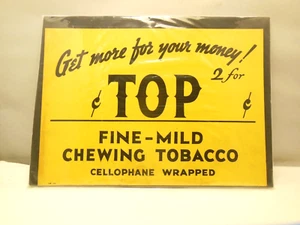 Get more for your money!
2 for
¢ TOP ¢
FINE-MILD
CHEWING TOBACCO
CELLOPHANE WRAPPED